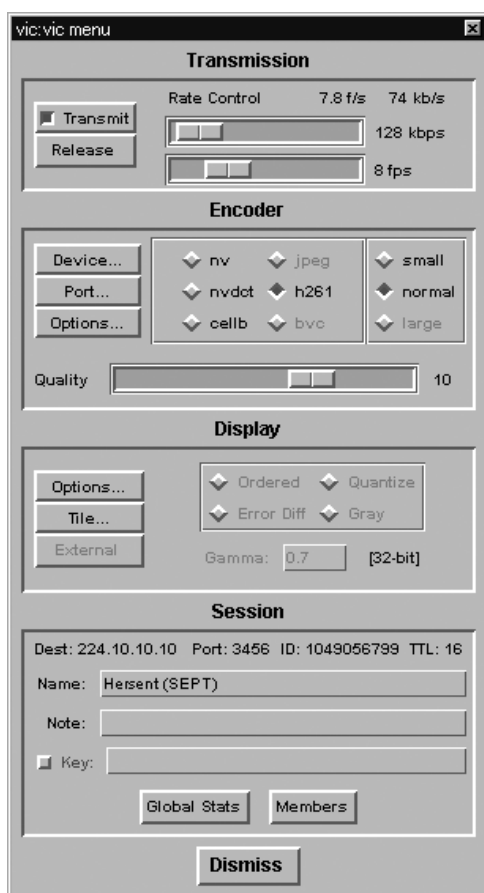 vic:vic menu
Transmission
Rate Control 7.8 f/s 74 kb/s
Transmit
128 kbps
Release
8 fps
Encoder
Device... nv jpeg small
Port... nvdct h261 normal
Options... cellb bvc large
Quality 10
Display
Options... Ordered Quantize
Tile... Error Diff Gray
External Gamma: 0.7 [32-bit]
Session
Dest: 224.10.10.10 Port: 3456 ID: 1049056799 TTL: 16
Name: Hersent (SEPT)
Note:
Key:
Global Stats Members
Dismiss